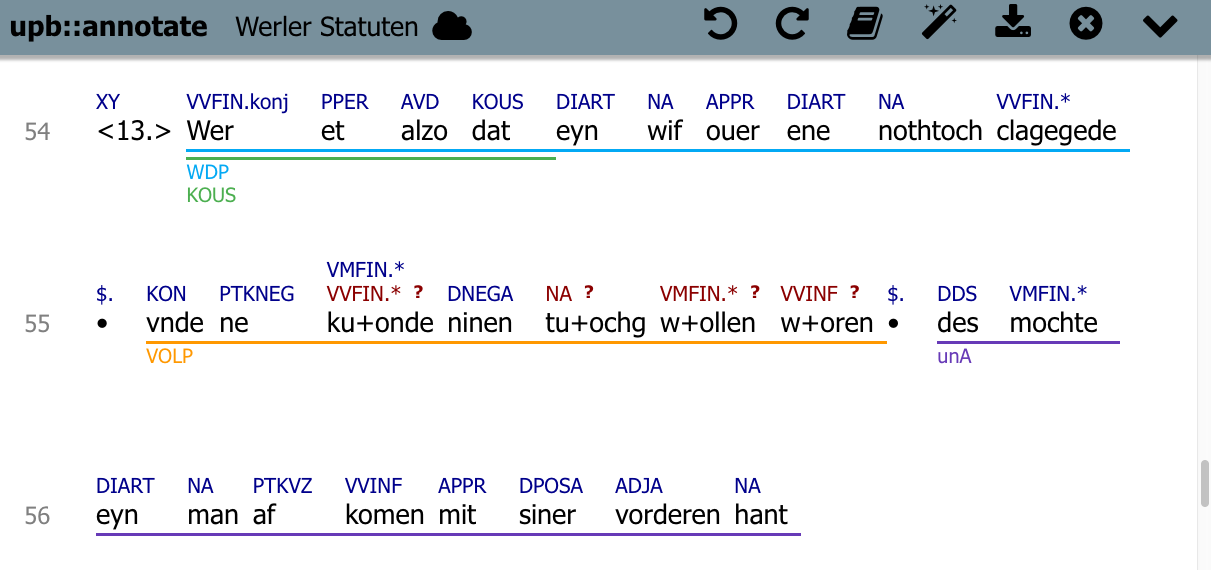 upb::annotate Werler Statuten
XY VVFIN.konj PPER AVD KOUS DIART NA APPR DIART NA VVFIN.*
54 <13.> Wer et alzo dat eyn wif ouer ene nothtoch clagegede
WDP
KOUS
VMFIN.*
$. KON PTKNEG VVFIN.* ? DNEGA NA ? VMFIN.* ? VVINF ? $. DDS VMFIN.*
55 • vnde ne ku+onde ninen tu+ochg w+ollen w+oren • des mochte
VOLP unA
DIART NA PTKVZ VVINF APPR DPOSA ADJA NA
56 eyn man af komen mit siner vorderen hant